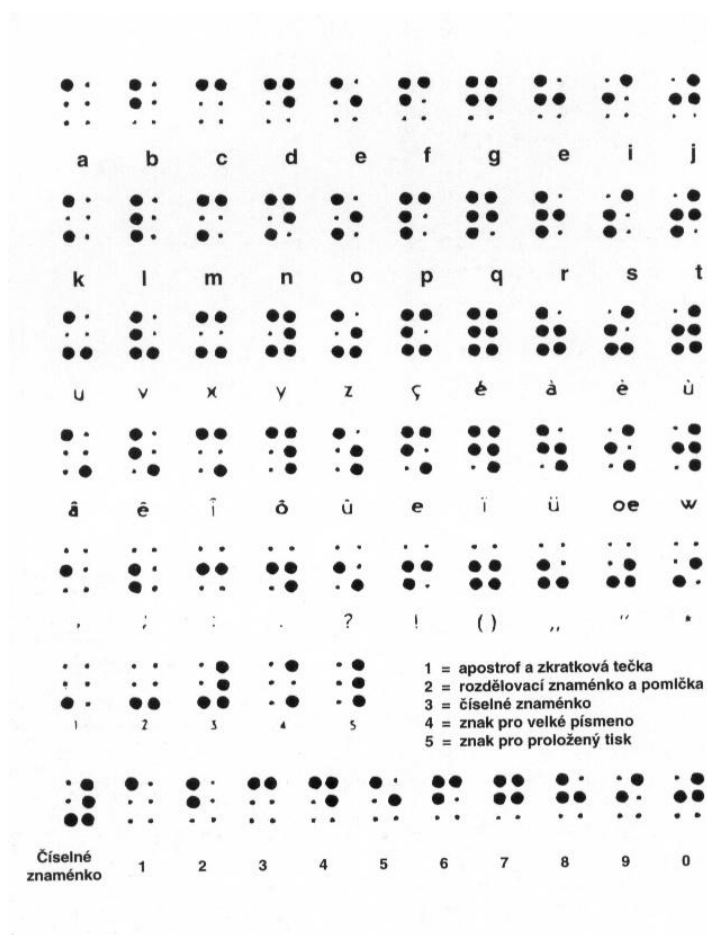 a b c d e f g e i j
k l m n o p q r s t
u v x y z ç é à è ù
â ê î ô û e ï ü oe w
, ; : . ? ! ( ) ,, ″ *
1 2 3 4 5
1 = apostrof a zkratková tečka
2 = rozdělovací znaménko a pomlčka
3 = číselné znaménko
4 = znak pro velké písmeno
5 = znak pro proložený tisk
Číselné
znaménko 1 2 3 4 5 6 7 8 9 0